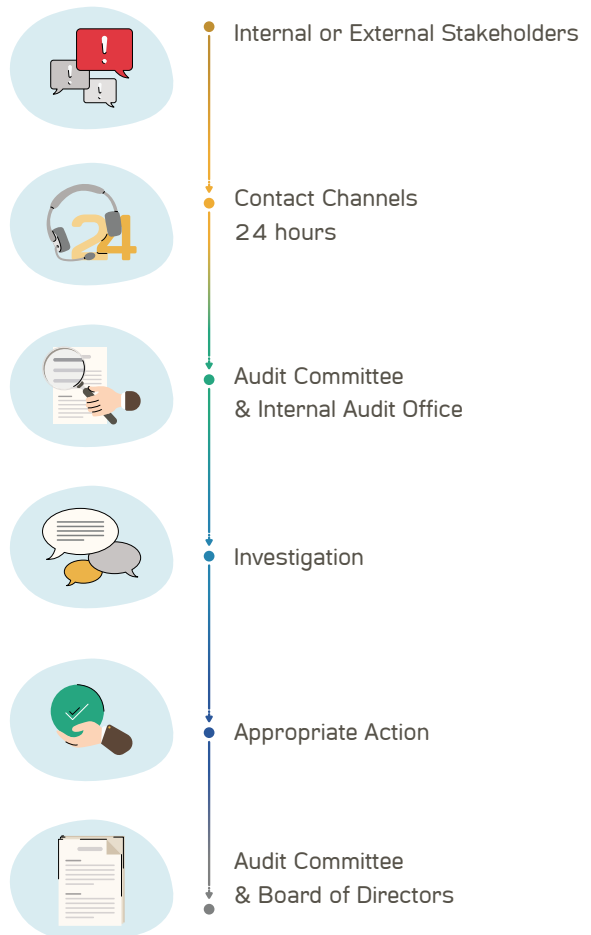 Internal or External Stakeholders
24
Contact Channels
24 hours
Audit Committee
& Internal Audit Office
Investigation
Appropriate Action
Audit Committee
& Board of Directors